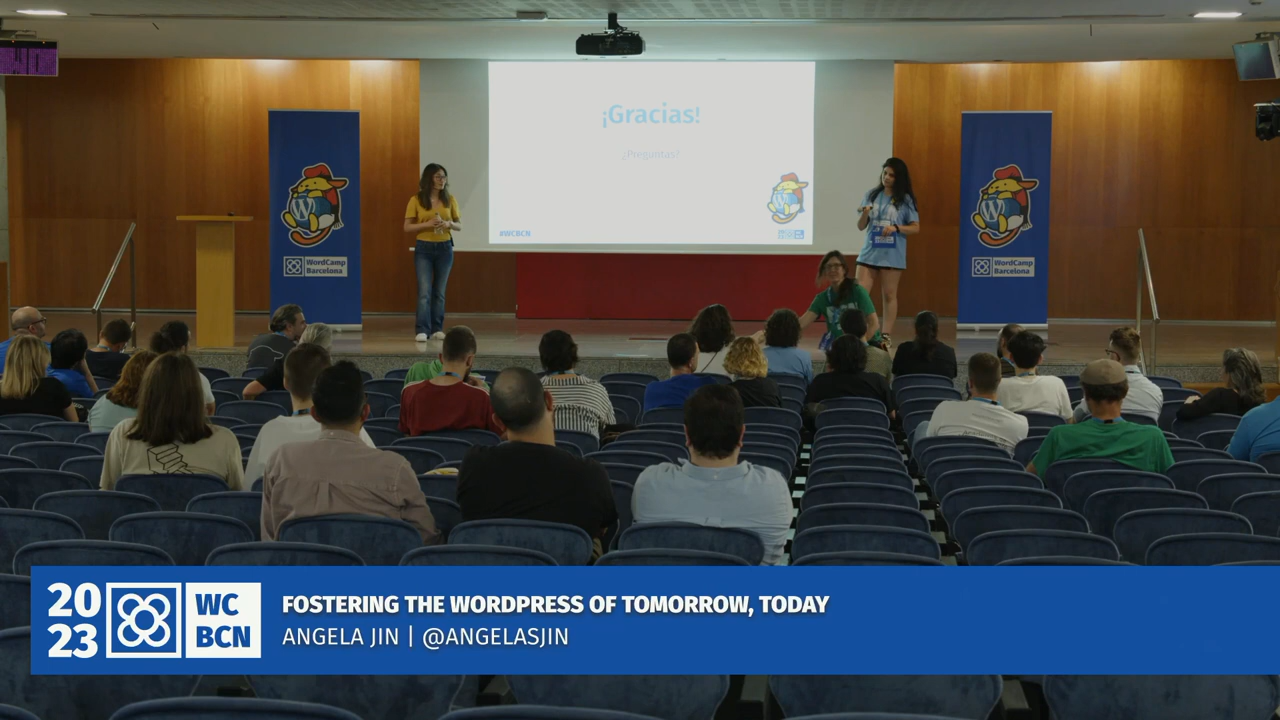 ¡Gracias!
¿Preguntas?
#WCBCN
WordCamp
Barcelona
WordCamp
Barcelona
20
23
WC
BCN
FOSTERING THE WORDPRESS OF TOMORROW, TODAY
ANGELA JIN | @ANGELASJIN